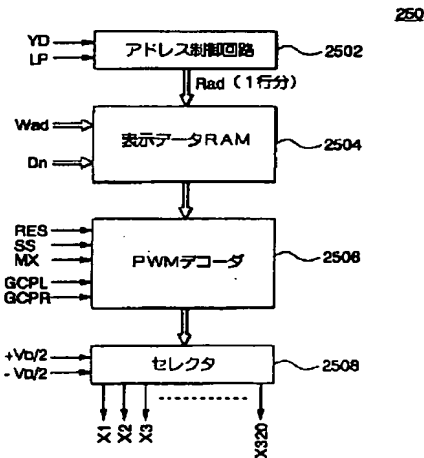 250
YD
LP
アドレス制御回路
2502
Rad（1行分）
Wad
Dn
表示データRAM
2504
RES
SS
MX
GCPL
GCPR
PWMデコーダ
2506
+VD/2
-VD/2
セレクタ
2508
X1
X2
X3
X320